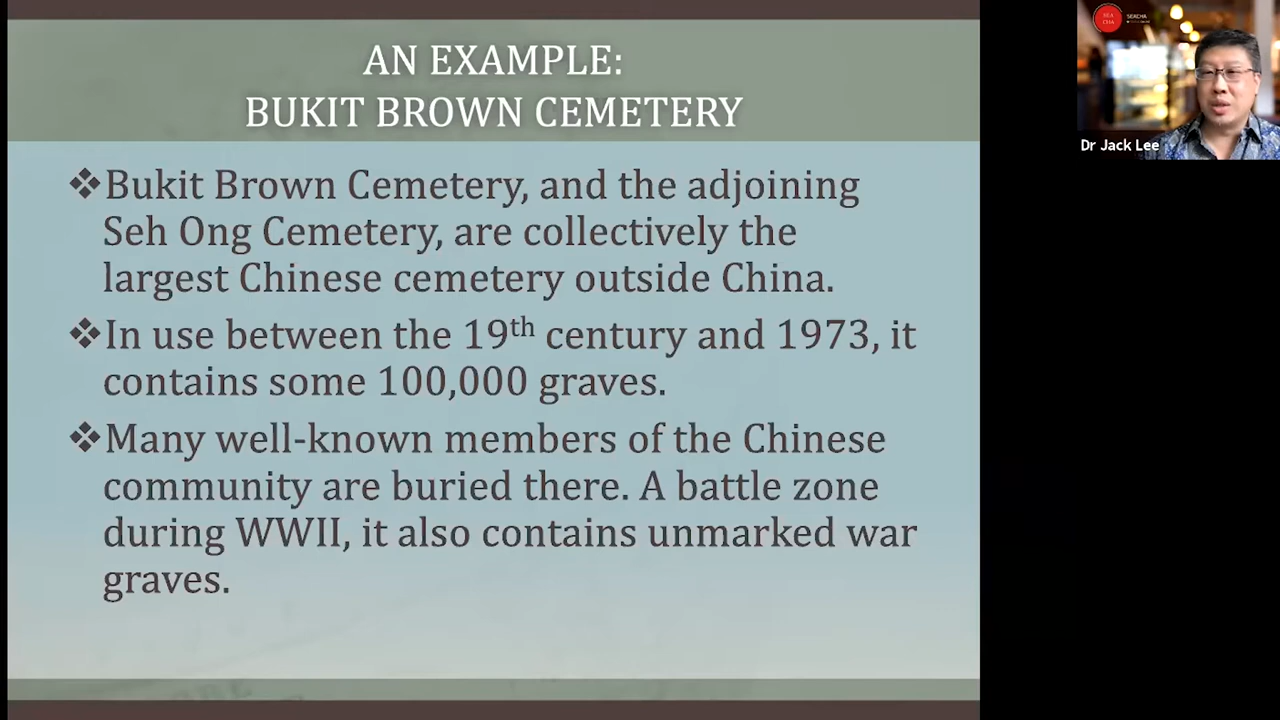 AN EXAMPLE:
BUKIT BROWN CEMETERY
❖Bukit Brown Cemetery, and the adjoining
Seh Ong Cemetery, are collectively the
largest Chinese cemetery outside China.
❖In use between the 19th century and 1973, it
contains some 100,000 graves.
❖Many well-known members of the Chinese
community are buried there. A battle zone
during WWII, it also contains unmarked war
graves.
SEA
CHA
SEACHA
Dr Jack Lee